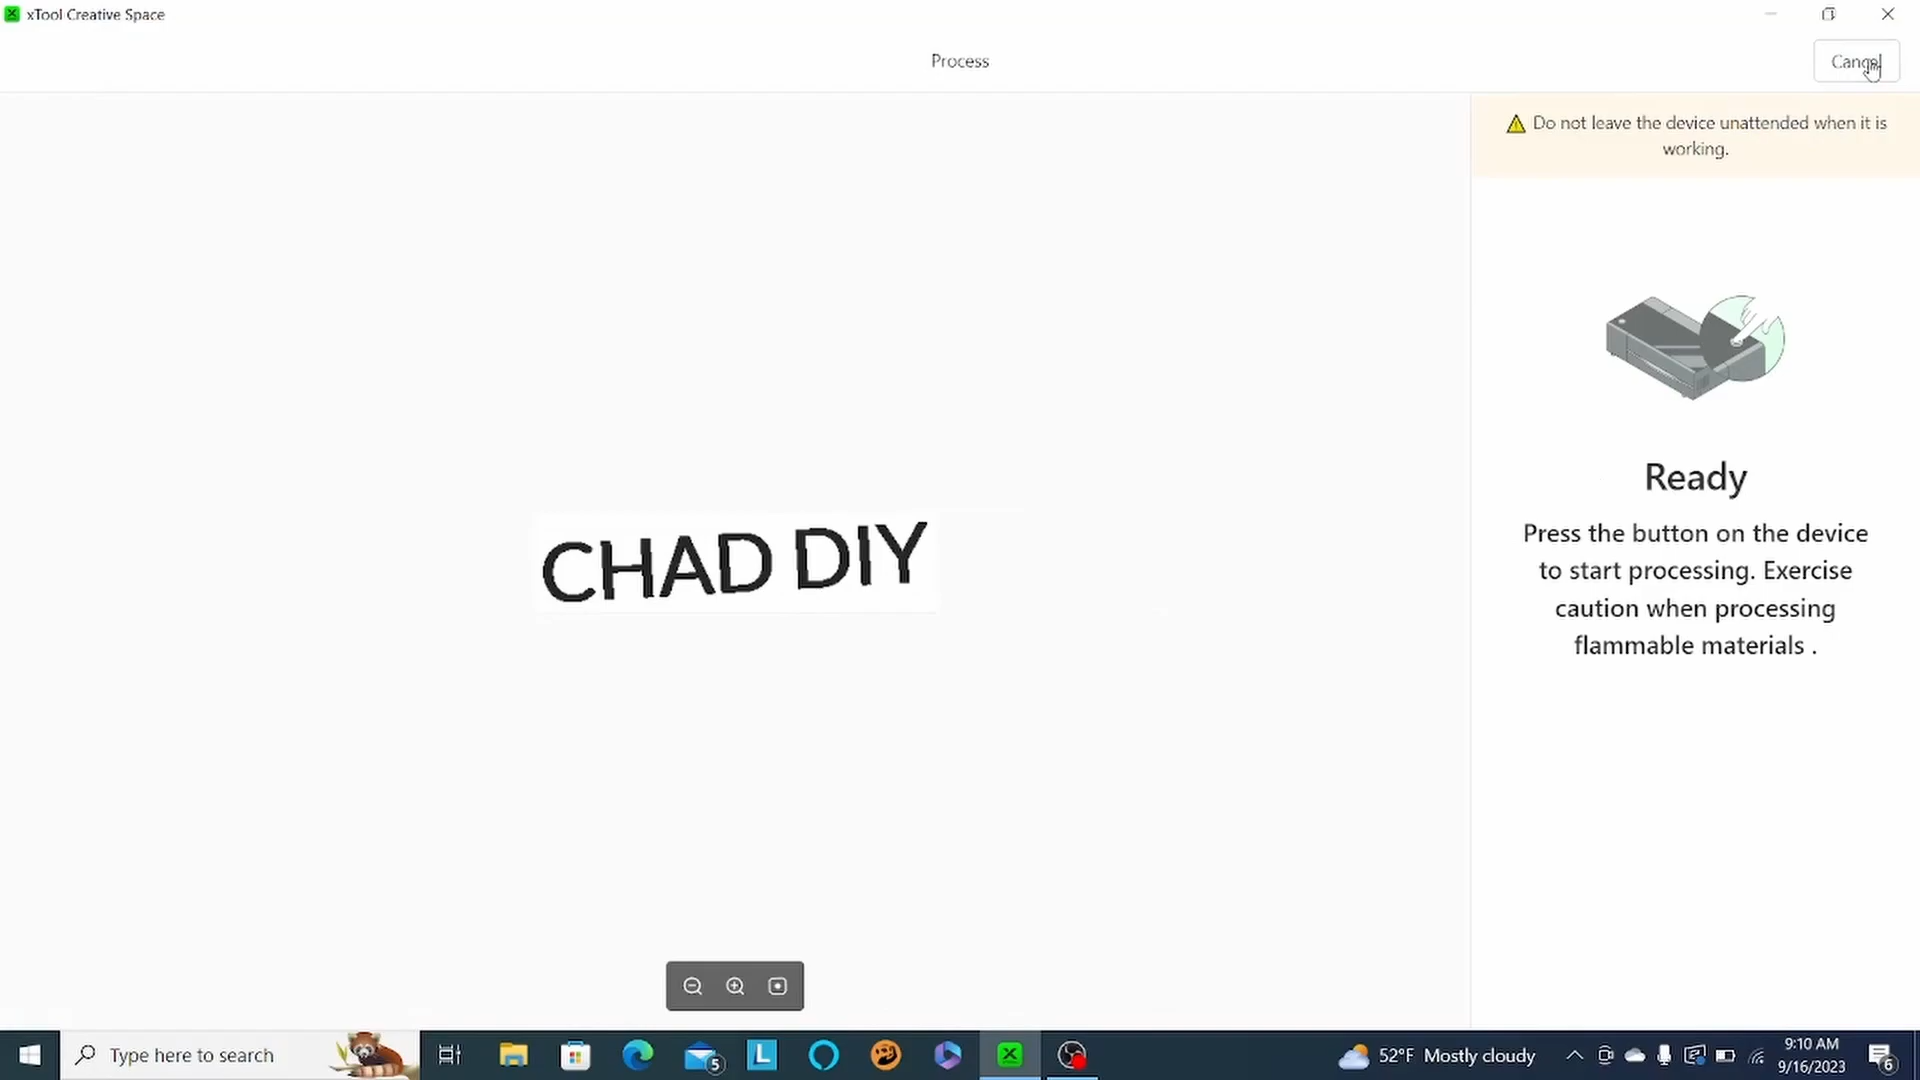 xTool Creative Space
Process
Cancel
Do not leave the device unattended when it is
working.
CHAD DIY
Ready
Press the button on the device
to start processing. Exercise
caution when processing
flammable materials .
Type here to search
5
L
52°F Mostly cloudy
9:10 AM
9/16/2023
6